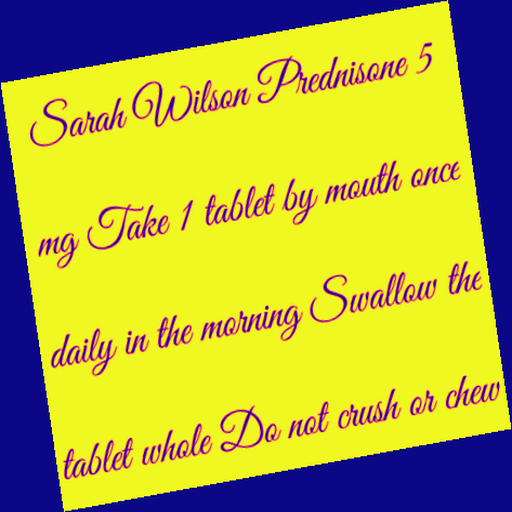 Sarah Wilson Prednisone 5
mg Take 1 tablet by mouth once
daily in the morning Swallow the
tablet whole Do not crush or chew